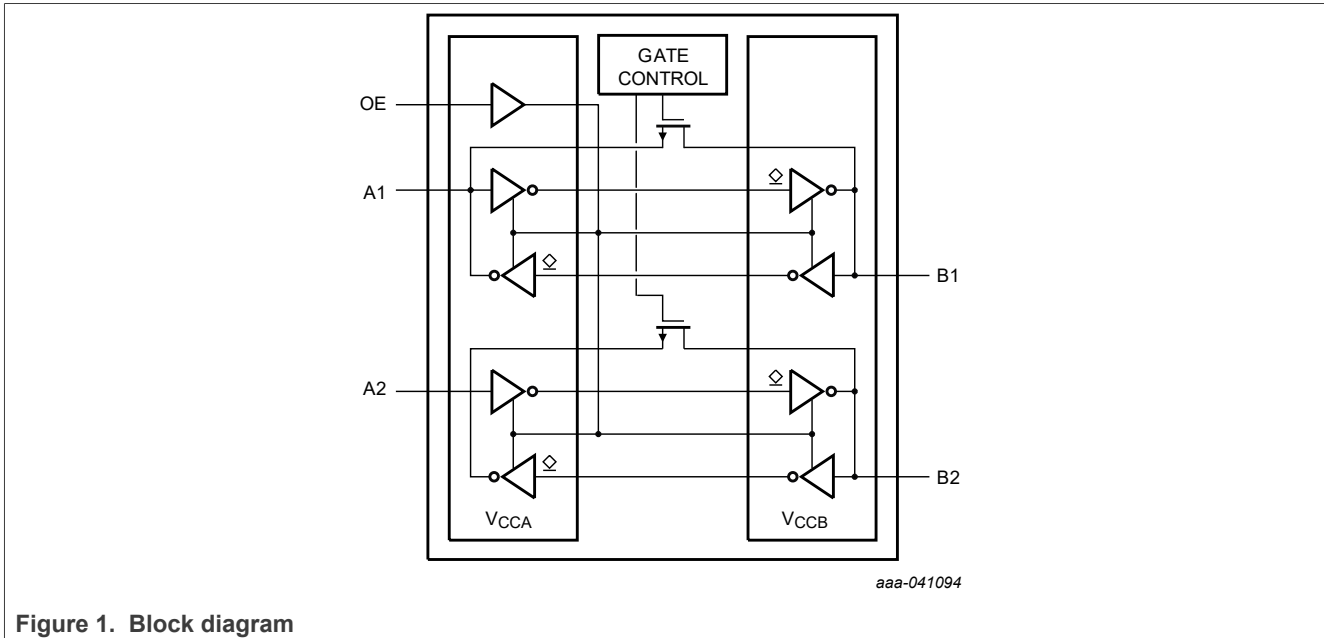 GATE
CONTROL
OE
A1
B1
A2
B2
VCCA
VCCB
aaa-041094
Figure 1. Block diagram